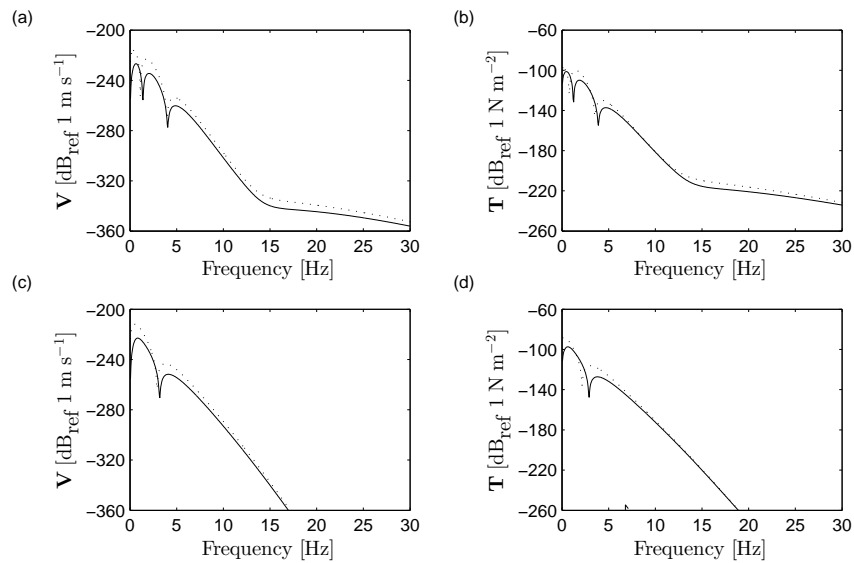 (a)
−200
−240
−280
−320
−360
V [dB_ref 1 m s⁻¹]
0 5 10 15 20 25 30
Frequency [Hz]
(b)
−60
−100
−140
−180
−220
−260
T [dB_ref 1 N m⁻²]
0 5 10 15 20 25 30
Frequency [Hz]
(c)
−200
−240
−280
−320
−360
V [dB_ref 1 m s⁻¹]
0 5 10 15 20 25 30
Frequency [Hz]
(d)
−60
−100
−140
−180
−220
−260
T [dB_ref 1 N m⁻²]
0 5 10 15 20 25 30
Frequency [Hz]